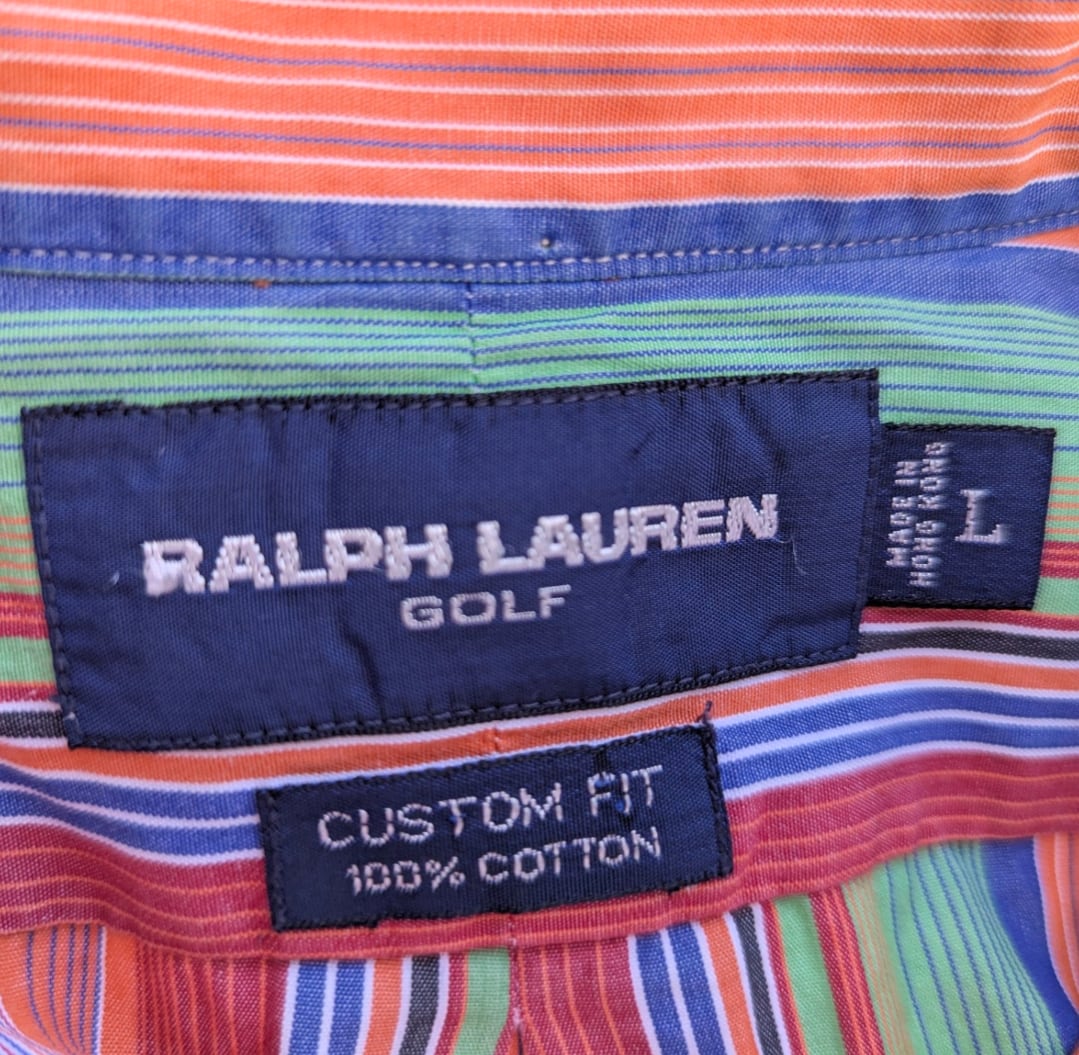 RALPH LAUREN
GOLF
MADE IN
HONG KONG
L
CUSTOM FIT
100% COTTON